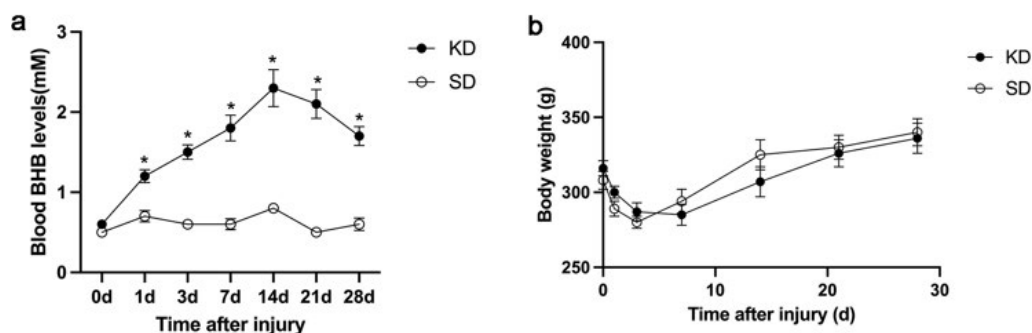 a
Blood BHB levels(mM)
3
2
1
0
* * * * * *
0d 1d 3d 7d 14d 21d 28d
Time after injury
KD
SD
b
Body weight (g)
400
350
300
250
0 10 20 30
Time after injury (d)
KD
SD